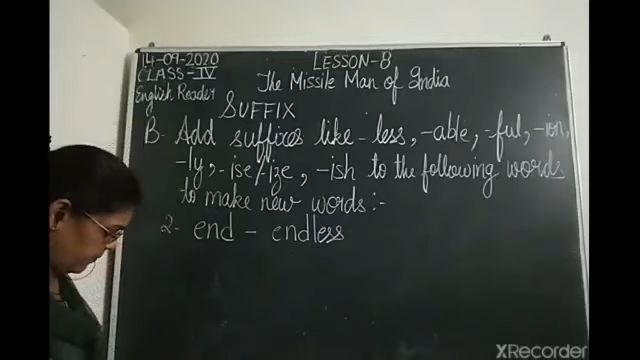 14-09-2020
CLASS-IV
English Reader
LESSON-8
The Missile Man of India
SUFFIX
B- Add suffixes like -less, -able, -ful, -ion,
-ly, -ise/-ize, -ish to the following words
to make new words:-
2- end - endless
XRecorder